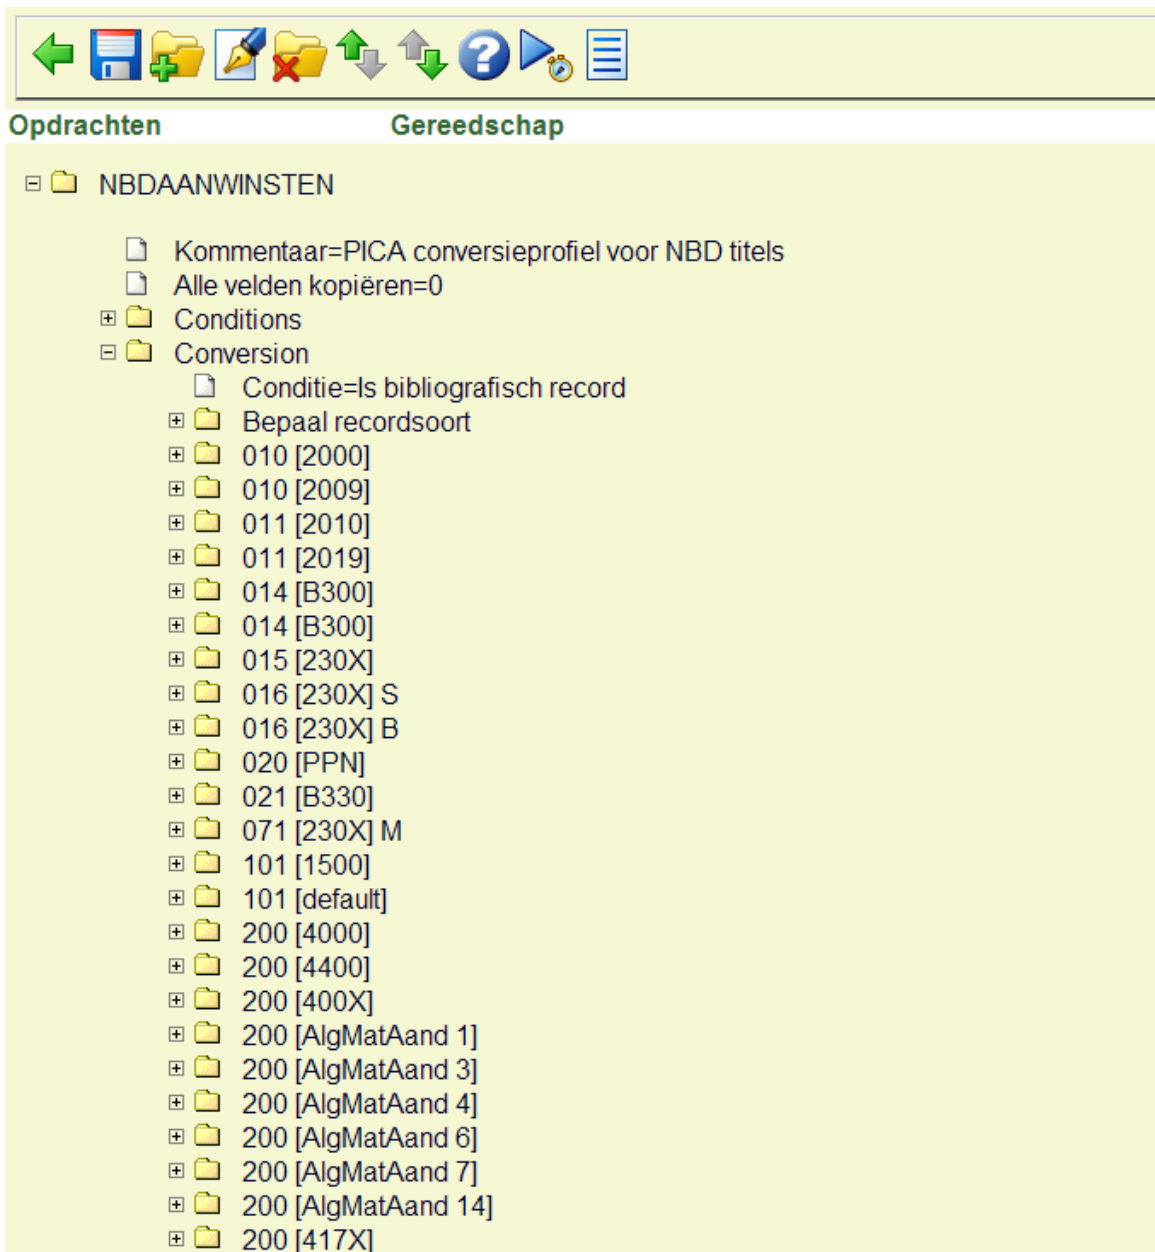 Opdrachten Gereedschap
NBDAANWINSTEN
Kommentaar=PICA conversieprofiel voor NBD titels
Alle velden kopiëren=0
Conditions
Conversion
Conditie=Is bibliografisch record
Bepaal recordsoort
010 [2000]
010 [2009]
011 [2010]
011 [2019]
014 [B300]
014 [B300]
015 [230X]
016 [230X] S
016 [230X] B
020 [PPN]
021 [B330]
071 [230X] M
101 [1500]
101 [default]
200 [4000]
200 [4400]
200 [400X]
200 [AlgMatAand 1]
200 [AlgMatAand 3]
200 [AlgMatAand 4]
200 [AlgMatAand 6]
200 [AlgMatAand 7]
200 [AlgMatAand 14]
200 [417X]